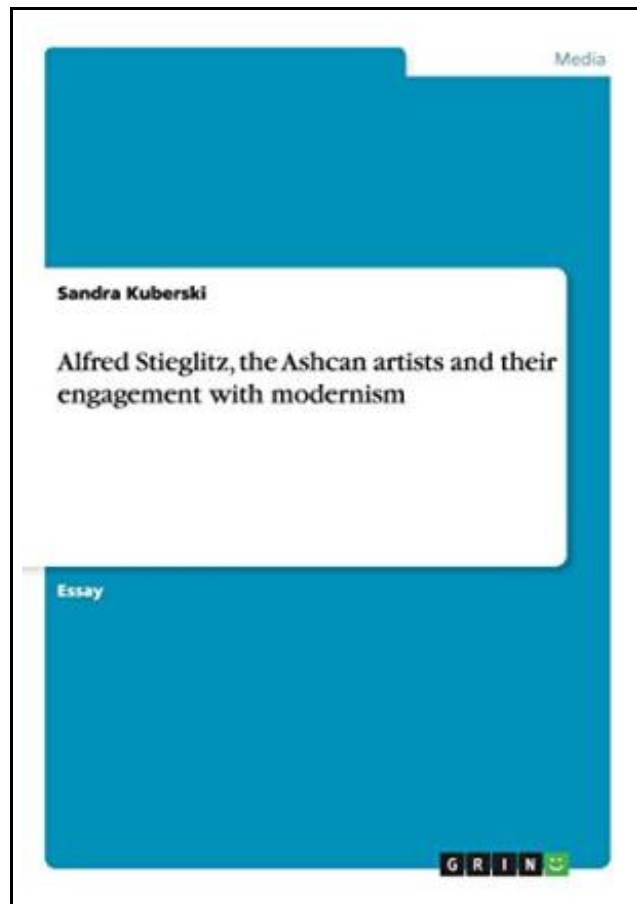 Media
Sandra Kuberski
Alfred Stieglitz, the Ashcan artists and their
engagement with modernism
Essay
GRIN